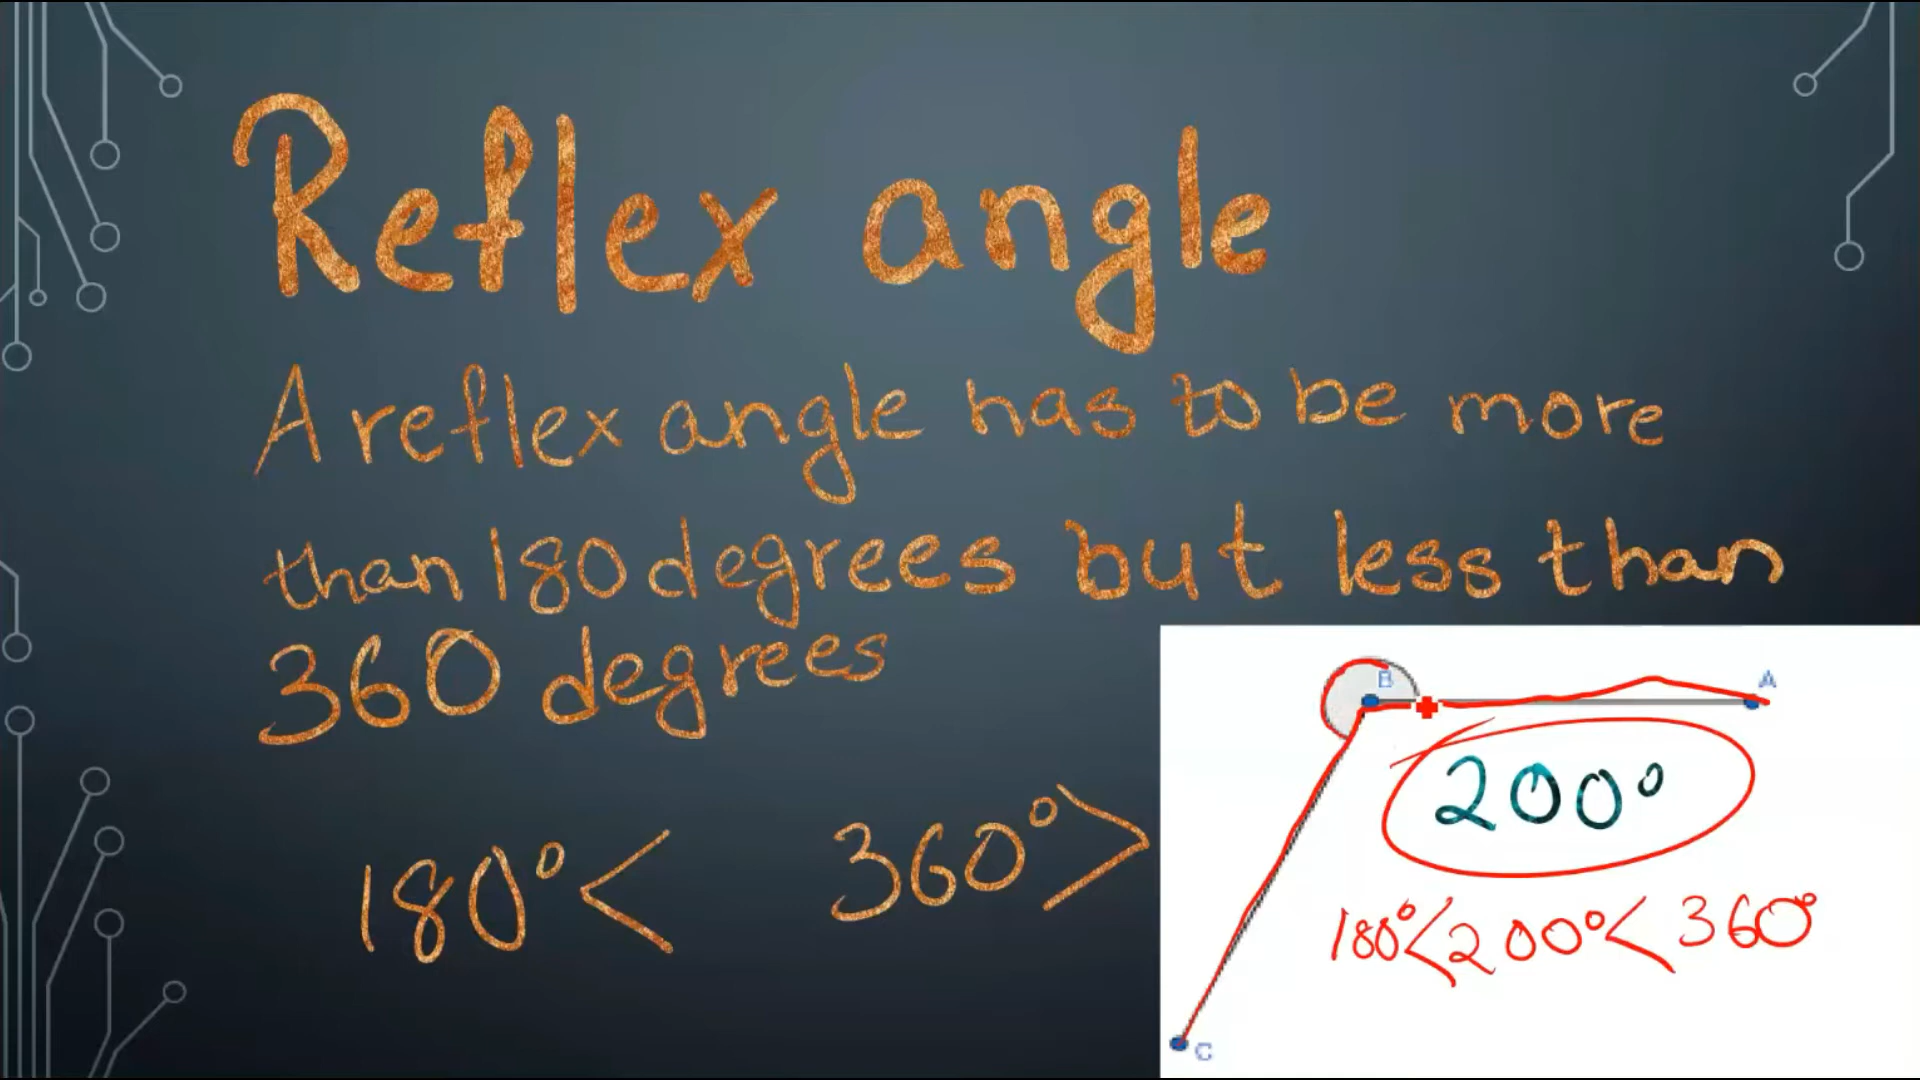 Reflex angle
A reflex angle has to be more
than 180 degrees but less than
360 degrees
180°< 360°>
B A
200°
180°<200°<360°
C